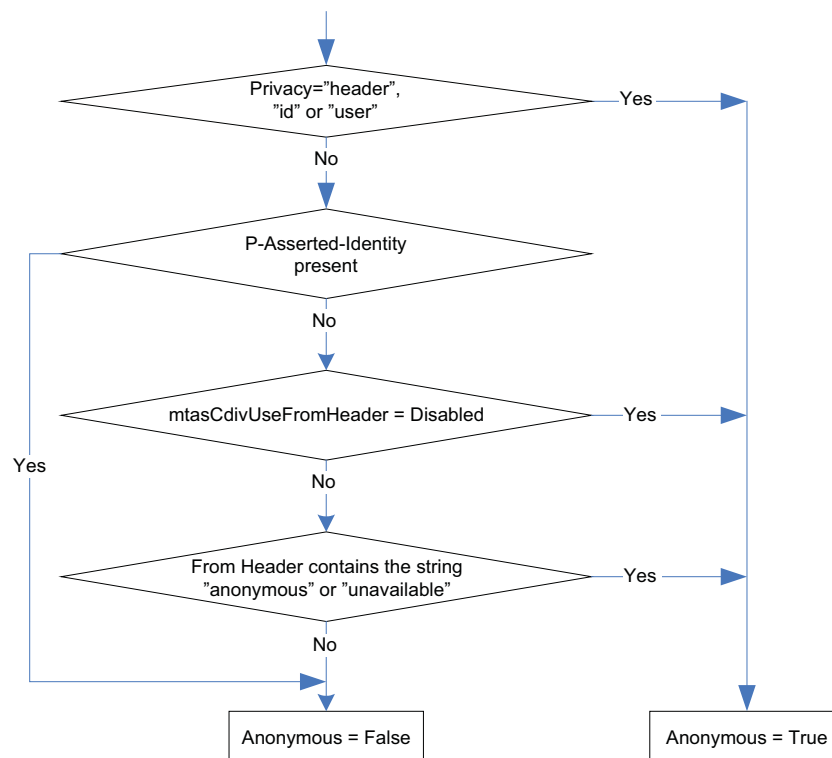 Privacy=”header”,
”id” or ”user”
Yes
No
P-Asserted-Identity
present
No
mtasCdivUseFromHeader = Disabled
Yes
Yes
No
From Header contains the string
”anonymous” or ”unavailable”
Yes
No
Anonymous = False
Anonymous = True